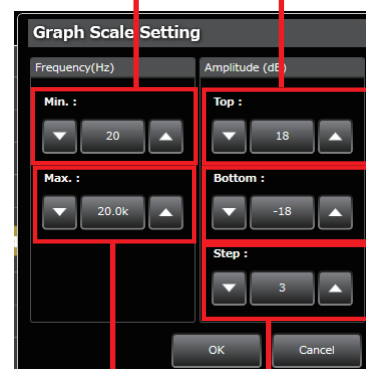 Graph Scale Setting
Frequency(Hz)
Amplitude (dB)
Min. :
20
Top :
18
Max. :
20.0k
Bottom :
-18
Step :
3
OK
Cancel